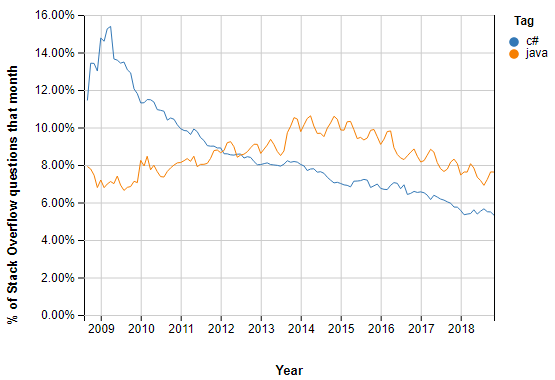 Tag
c#
java
% of Stack Overflow questions that month
16.00%
14.00%
12.00%
10.00%
8.00%
6.00%
4.00%
2.00%
0.00%
2009 2010 2011 2012 2013 2014 2015 2016 2017 2018
Year